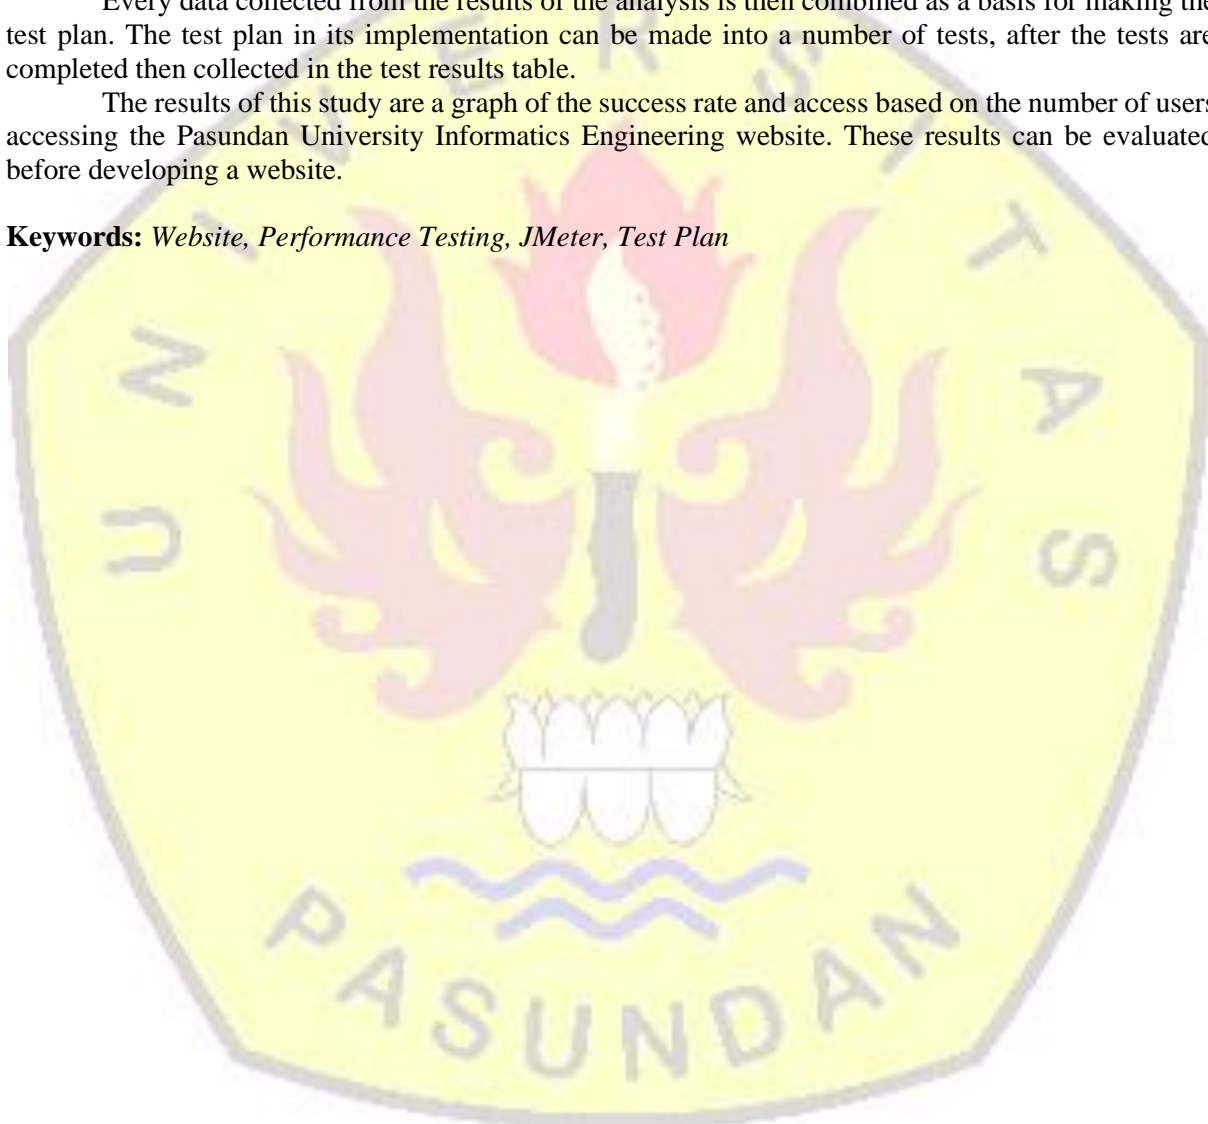 Every data collected from the results of the analysis is then combined as a basis for making the
test plan. The test plan in its implementation can be made into a number of tests, after the tests are
completed then collected in the test results table.
The results of this study are a graph of the success rate and access based on the number of users
accessing the Pasundan University Informatics Engineering website. These results can be evaluated
before developing a website.
Keywords: Website, Performance Testing, JMeter, Test Plan
UNIVERSITAS
PASUNDAN